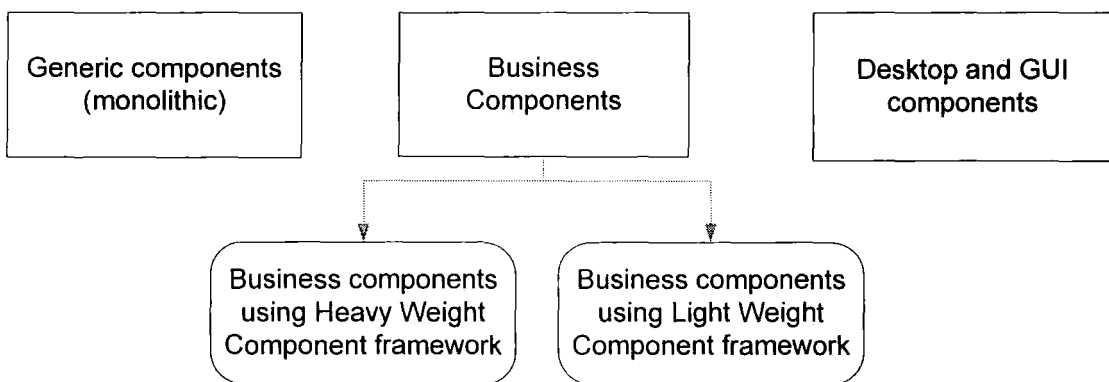 Generic components
(monolithic)
Business
Components
Desktop and GUI
components
Business components
using Heavy Weight
Component framework
Business components
using Light Weight
Component framework